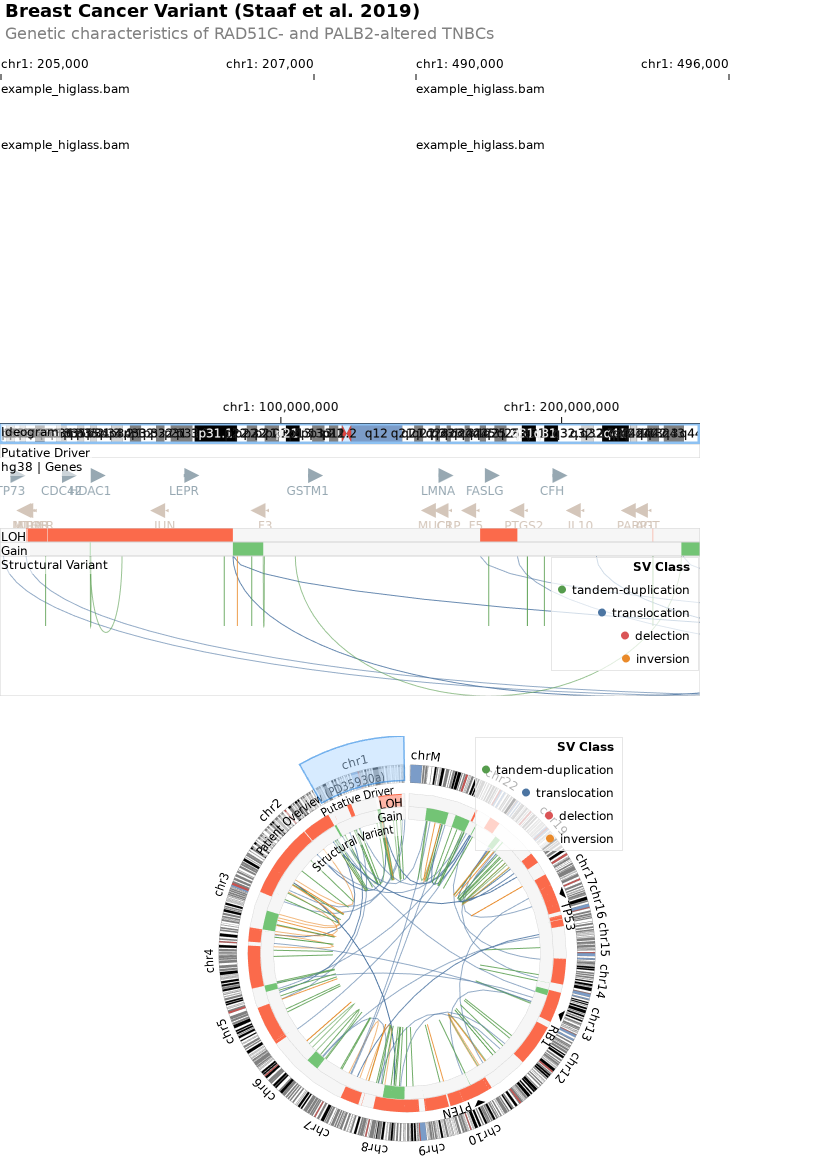 Breast Cancer Variant (Staaf et al. 2019)
Genetic characteristics of RAD51C- and PALB2-altered TNBCs
chr1: 205,000 chr1: 207,000 chr1: 490,000 chr1: 496,000
example_higlass.bam example_higlass.bam
example_higlass.bam example_higlass.bam
chr1: 100,000,000 chr1: 200,000,000
Ideogram p31.1 q12
Putative Driver
hg38 | Genes
TP73 CDC42 HDAC1 LEPR GSTM1 LMNA FASLG CFH
JUN F3 MUC1 CRP F5 PTGS2 IL10
LOH
Gain
Structural Variant
SV Class
tandem-duplication
translocation
delection
inversion
chr1
chrM
SV Class
tandem-duplication
translocation
delection
inversion
(PD35930a)
Patient Overview
Putative Driver
LOH
Gain
Structural Variant
chr22
chr2
chr3
chr4
chr5
chr6
chr7
chr8
chr9
chr10
chr12
chr13
chr14
chr15
chr16
chr17
TP53
RB1
PTEN